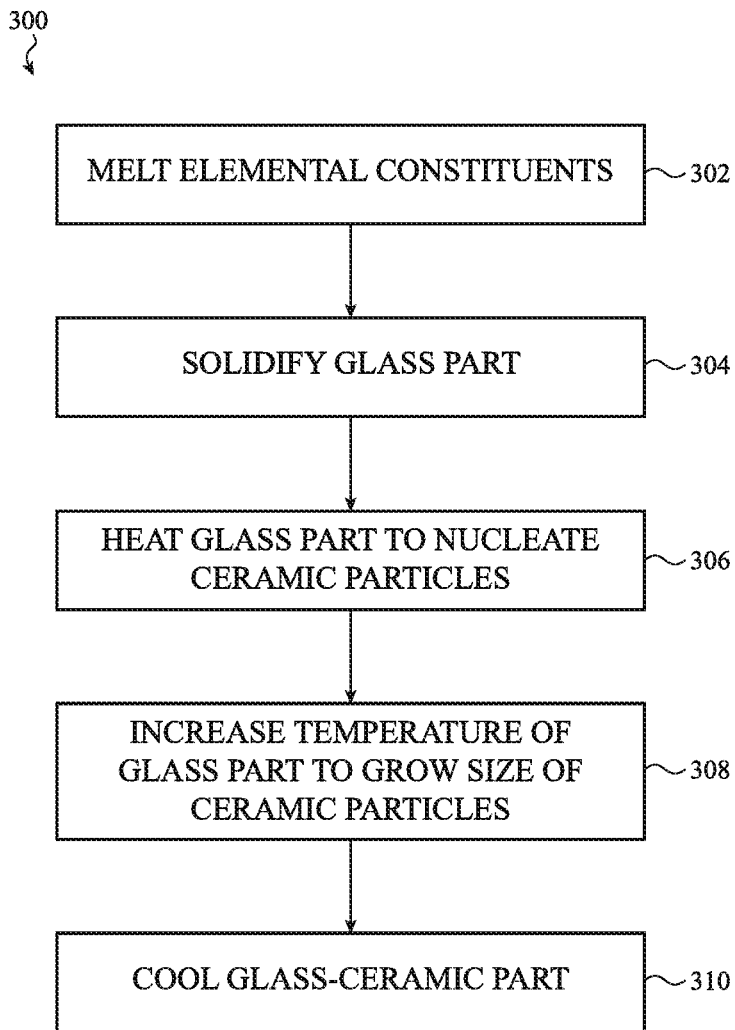 300
MELT ELEMENTAL CONSTITUENTS
302
SOLIDIFY GLASS PART
304
HEAT GLASS PART TO NUCLEATE
CERAMIC PARTICLES
306
INCREASE TEMPERATURE OF
GLASS PART TO GROW SIZE OF
CERAMIC PARTICLES
308
COOL GLASS-CERAMIC PART
310